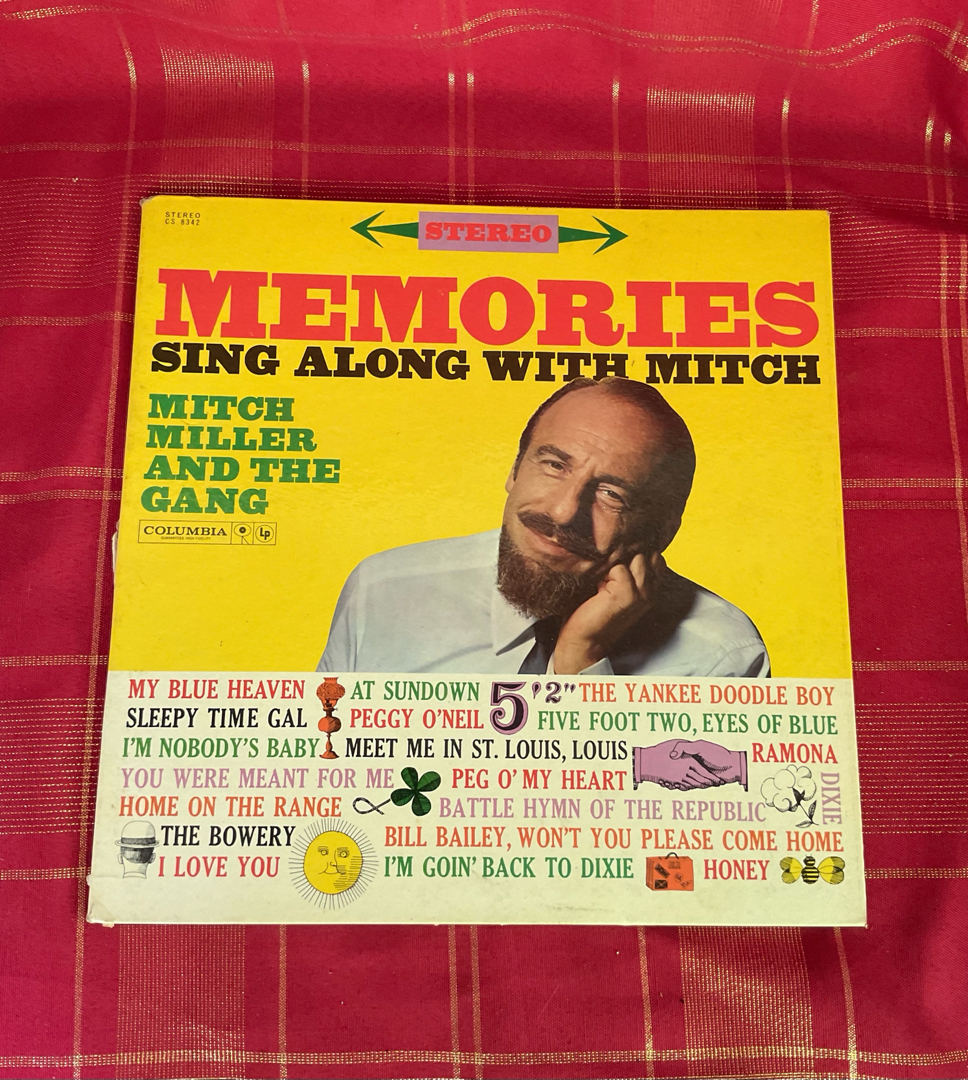 STEREO
CS 8342
STEREO
MEMORIES
SING ALONG WITH MITCH
MITCH
MILLER
AND THE
GANG
COLUMBIA
GUARANTEED HIGH FIDELITY
Lp
MY BLUE HEAVEN AT SUNDOWN 5'2" THE YANKEE DOODLE BOY
SLEEPY TIME GAL PEGGY O'NEIL FIVE FOOT TWO, EYES OF BLUE
I'M NOBODY'S BABY MEET ME IN ST. LOUIS, LOUIS RAMONA
YOU WERE MEANT FOR ME PEG O' MY HEART DIXIE
HOME ON THE RANGE BATTLE HYMN OF THE REPUBLIC
THE BOWERY BILL BAILEY, WON'T YOU PLEASE COME HOME
I LOVE YOU I'M GOIN' BACK TO DIXIE HONEY